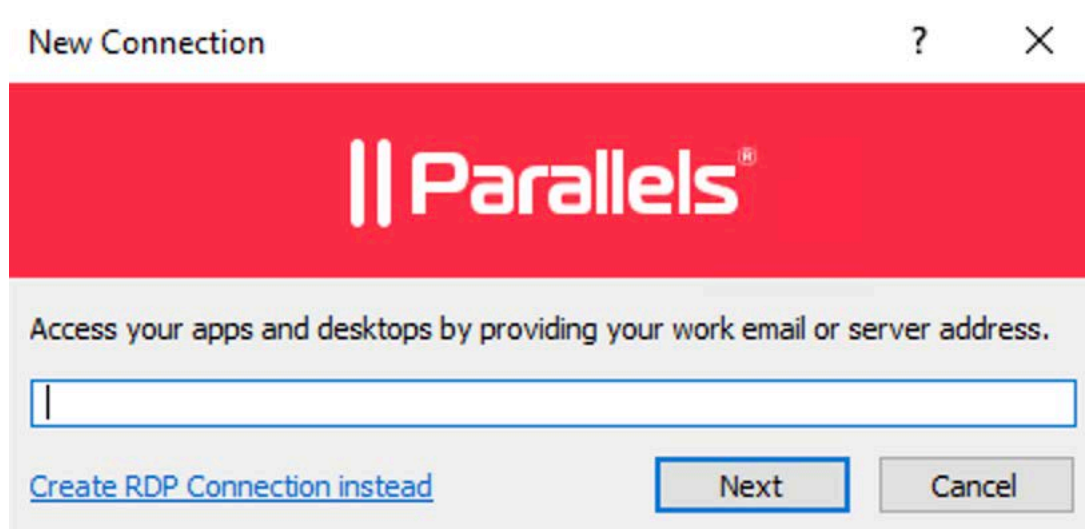 New Connection ? ×
|| Parallels®
Access your apps and desktops by providing your work email or server address.
Create RDP Connection instead Next Cancel